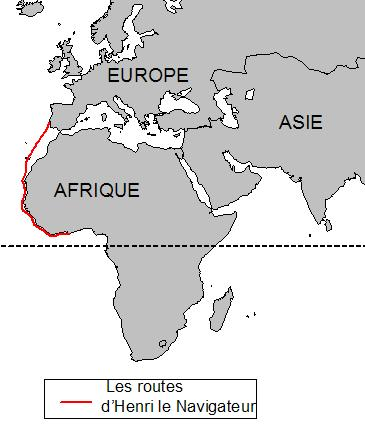 EUROPE
ASIE
AFRIQUE
Les routes
d'Henri le Navigateur